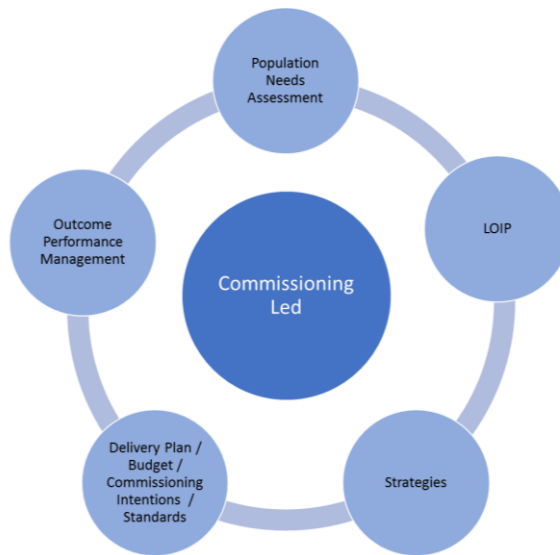 Population
Needs
Assessment
LOIP
Strategies
Delivery Plan /
Budget /
Commissioning
Intentions /
Standards
Outcome
Performance
Management
Commissioning
Led